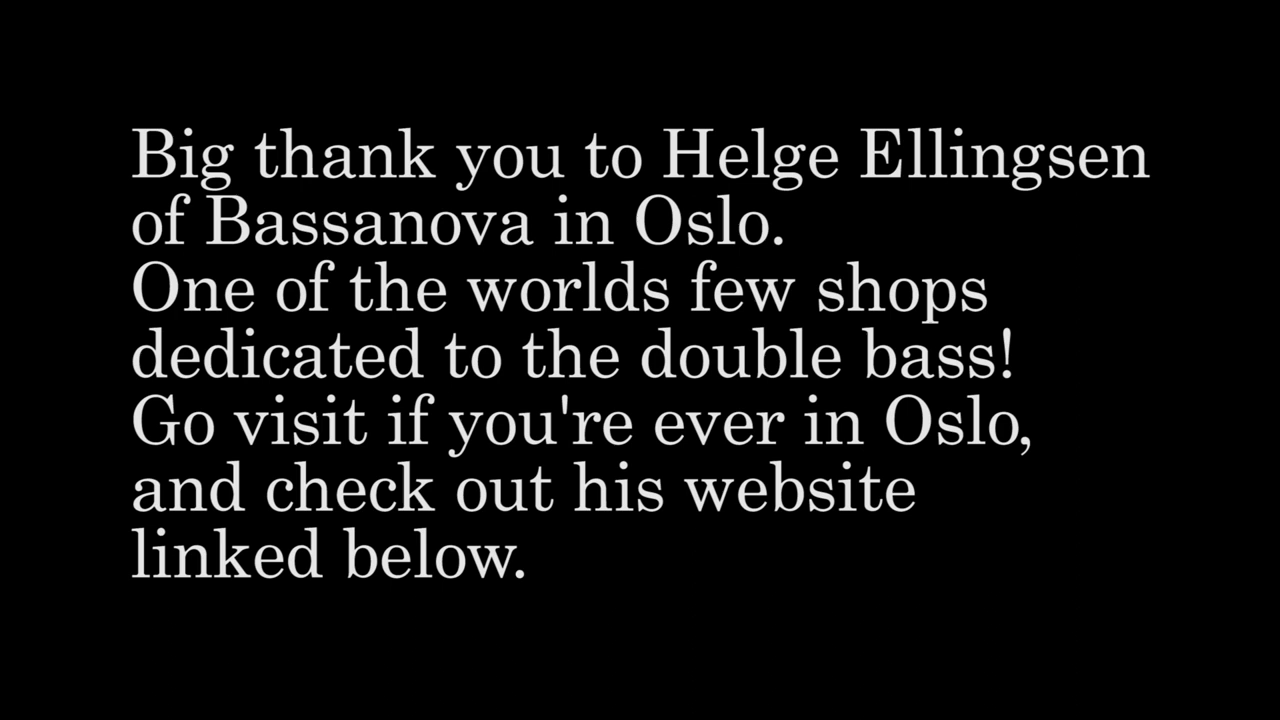 Big thank you to Helge Ellingsen
of Bassanova in Oslo.
One of the worlds few shops
dedicated to the double bass!
Go visit if you're ever in Oslo,
and check out his website
linked below.